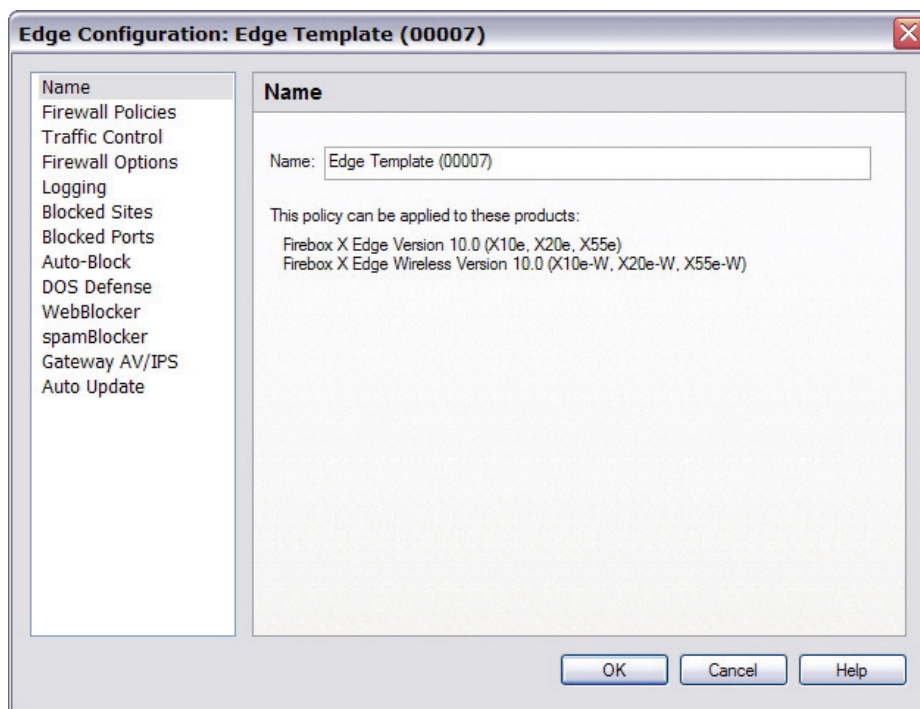 Edge Configuration: Edge Template (00007)
Name
Firewall Policies
Traffic Control
Firewall Options
Logging
Blocked Sites
Blocked Ports
Auto-Block
DOS Defense
WebBlocker
spamBlocker
Gateway AV/IPS
Auto Update
Name
Name: Edge Template (00007)
This policy can be applied to these products:
Firebox X Edge Version 10.0 (X10e, X20e, X55e)
Firebox X Edge Wireless Version 10.0 (X10e-W, X20e-W, X55e-W)
OK Cancel Help